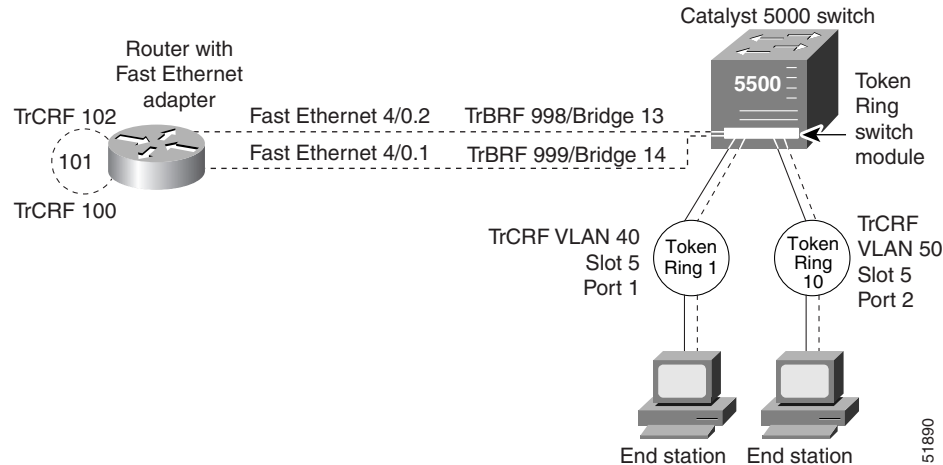 Catalyst 5000 switch
Router with
Fast Ethernet
adapter
5500
Token
Ring
switch
module
TrCRF 102
Fast Ethernet 4/0.2
TrBRF 998/Bridge 13
101
Fast Ethernet 4/0.1
TrBRF 999/Bridge 14
TrCRF 100
TrCRF VLAN 40
Slot 5
Port 1
Token
Ring 1
Token
Ring
10
TrCRF
VLAN 50
Slot 5
Port 2
End station
End station
51890